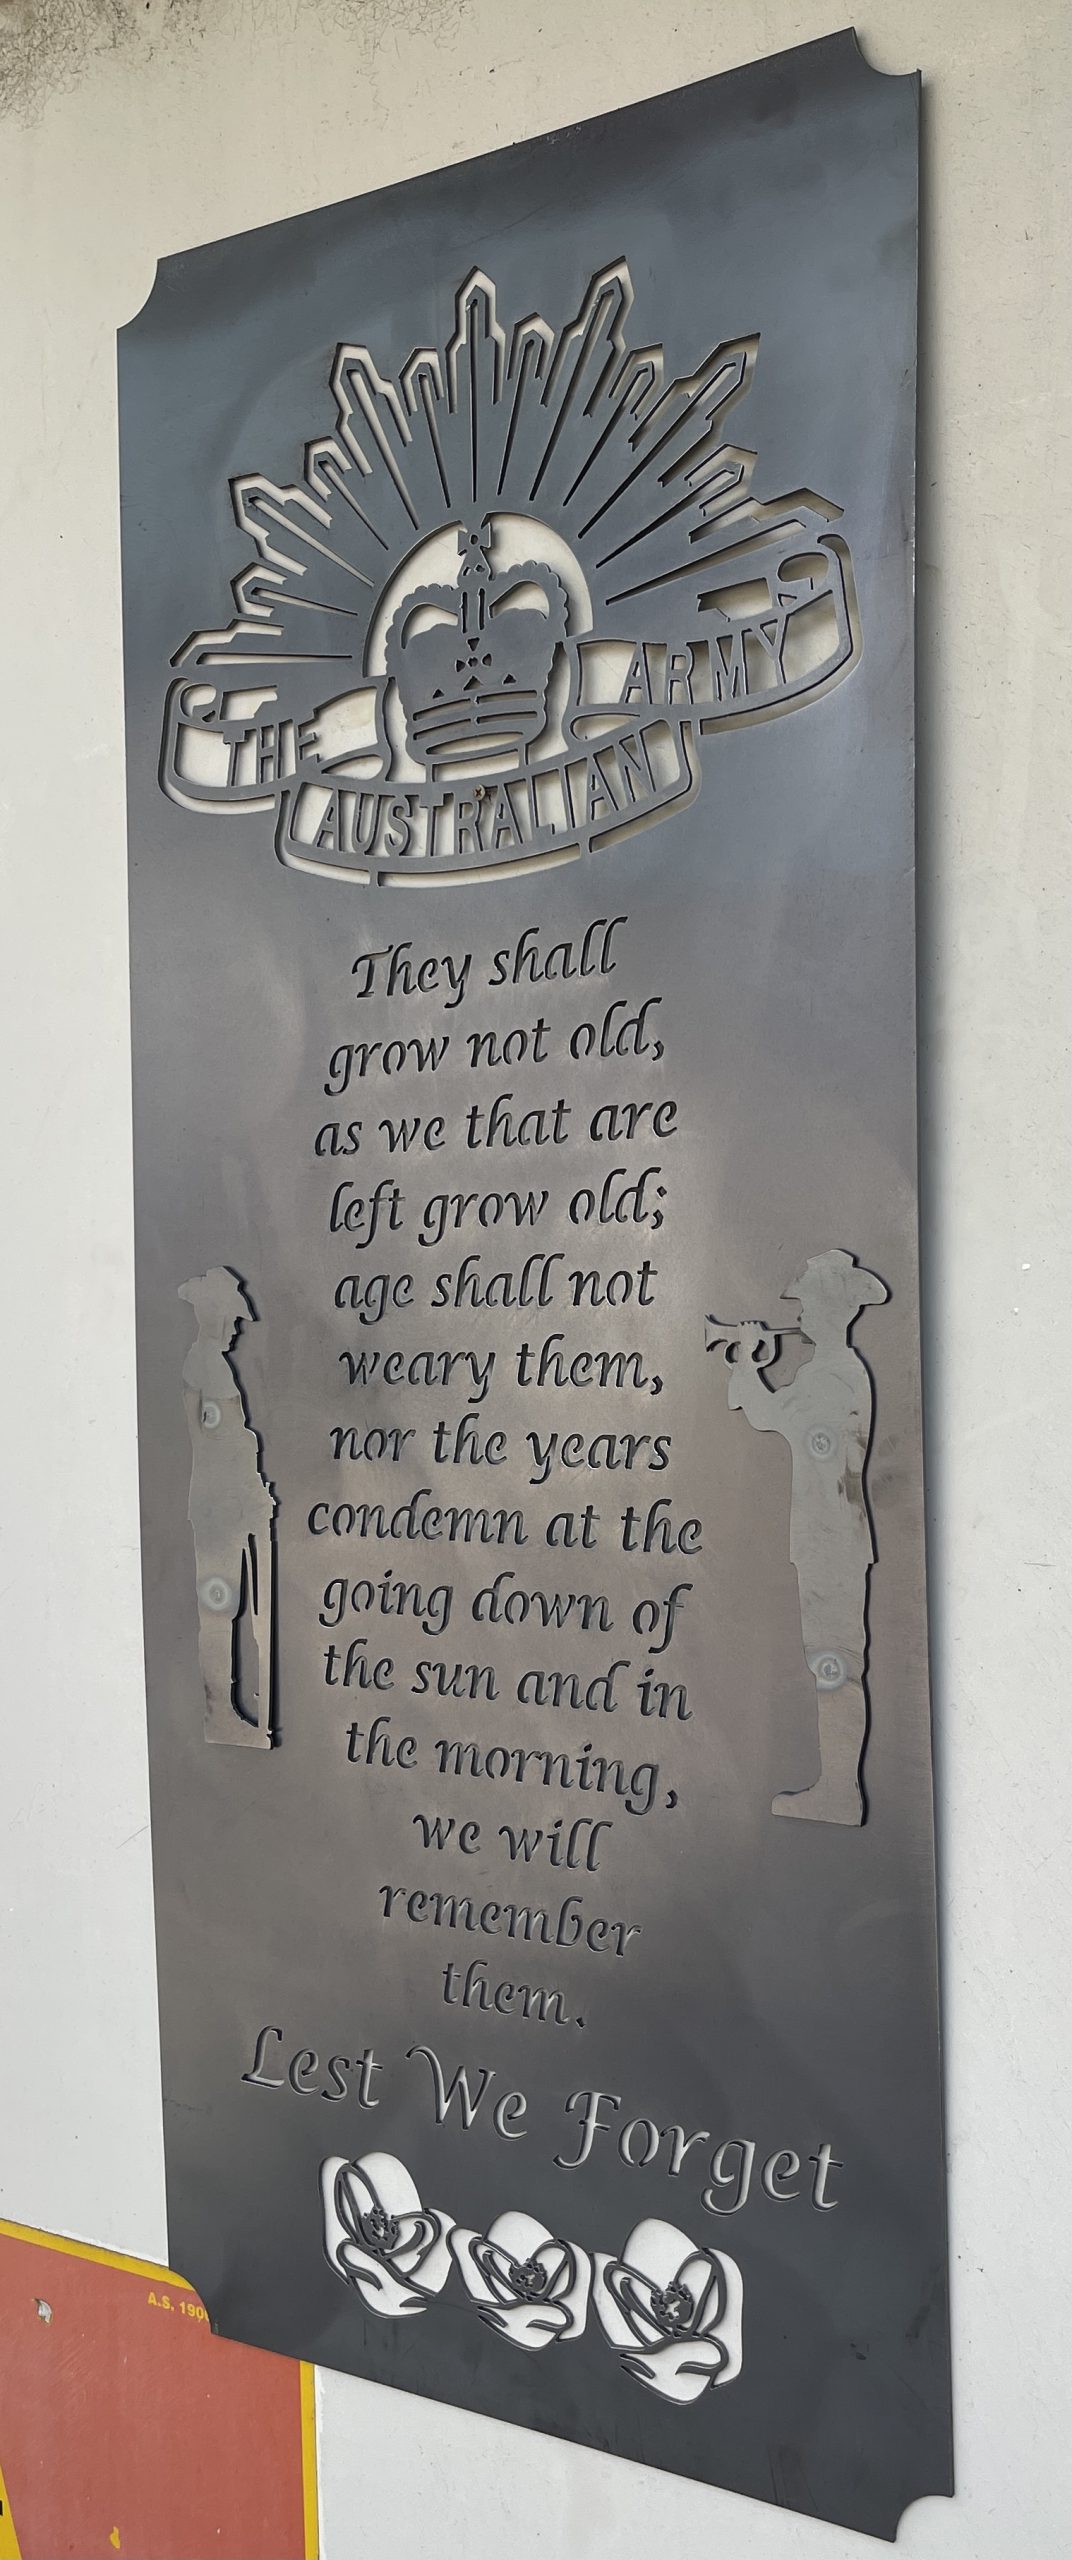 THE AUSTRALIAN ARMY
They shall
grow not old,
as we that are
left grow old;
age shall not
weary them,
nor the years
condemn at the
going down of
the sun and in
the morning,
we will
remember
them.
Lest We Forget
A.S. 190